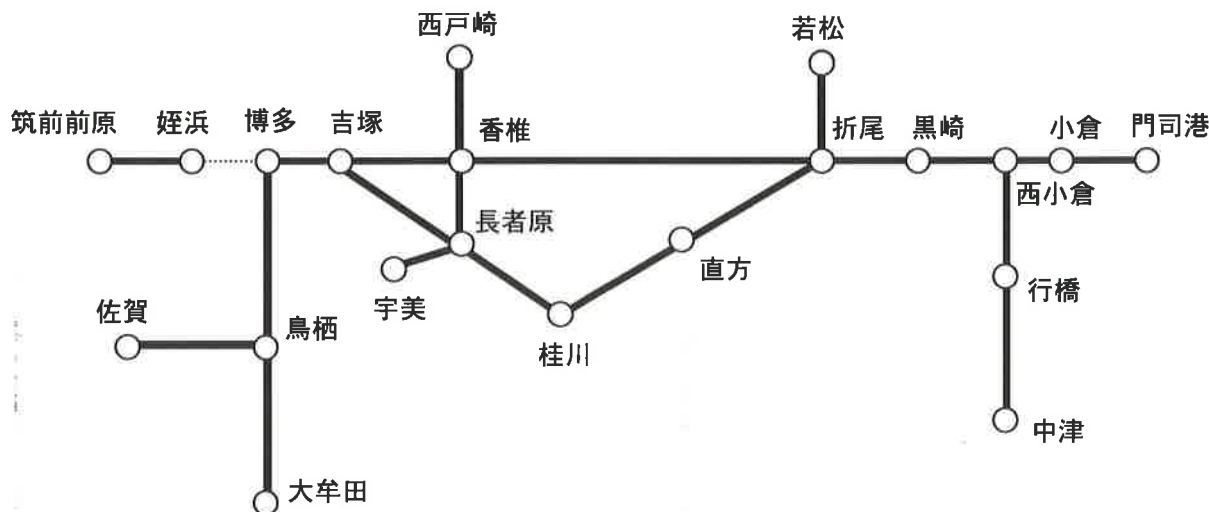 西戸崎
若松
筑前前原
姪浜
博多
吉塚
香椎
折尾
黒崎
小倉
門司港
西小倉
長者原
直方
宇美
行橋
佐賀
鳥栖
桂川
中津
大牟田